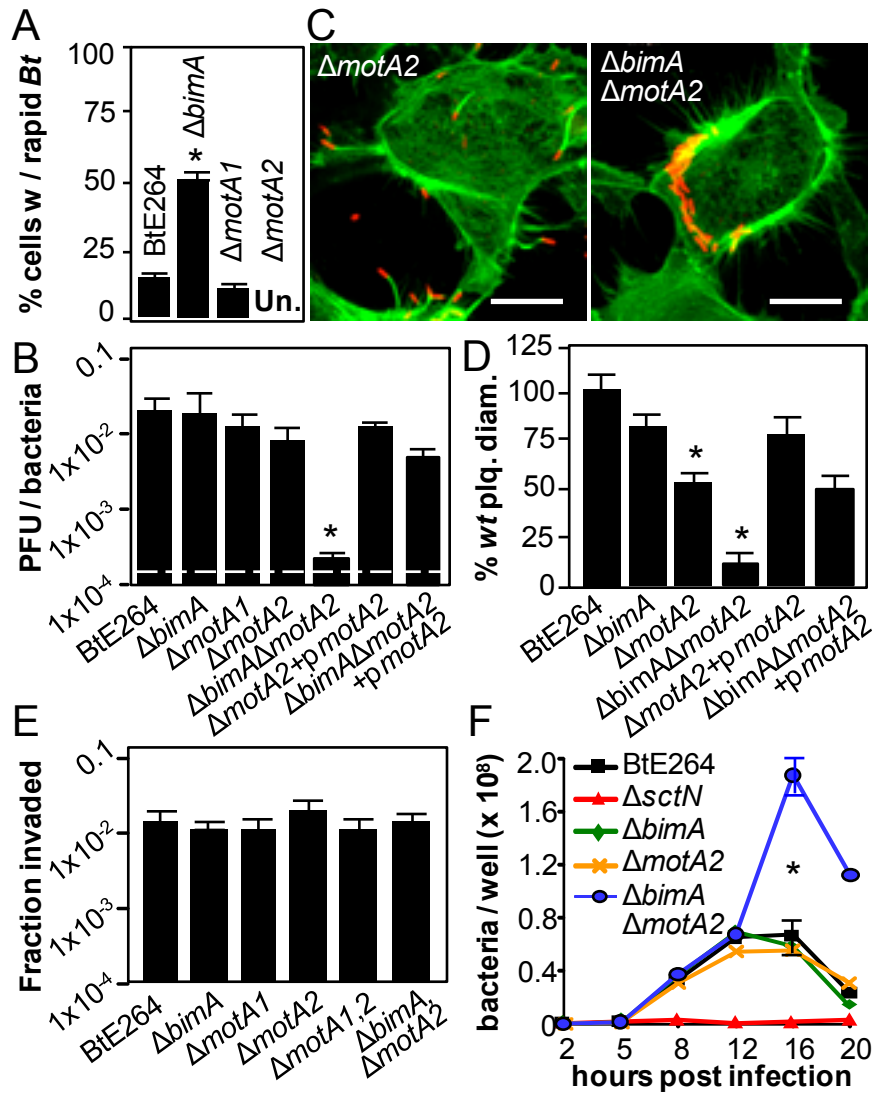 A
% cells w / rapid Bt
100
75
50
25
0
BtE264
* ΔbimA
ΔmotA1
ΔmotA2
Un.
C
ΔmotA2
ΔbimA
ΔmotA2
B
PFU / bacteria
0.1
1x10⁻²
1x10⁻³
1x10⁻⁴
*
BtE264
ΔbimA
ΔmotA1
ΔmotA2
ΔbimAΔmotA2
ΔmotA2+p motA2
ΔbimAΔmotA2
+p motA2
D
% wt plq. diam.
125
100
75
50
25
0
*
*
BtE264
ΔbimA
ΔmotA2
ΔbimAΔmotA2
ΔmotA2+p motA2
ΔbimAΔmotA2
+p motA2
E
Fraction invaded
0.1
1x10⁻²
1x10⁻³
1x10⁻⁴
BtE264
ΔbimA
ΔmotA1
ΔmotA2
ΔmotA1,2
ΔbimA,
ΔmotA2
F
bacteria / well (x 10⁸)
2.0
1.6
1.2
0.8
0.4
0
BtE264
ΔsctN
ΔbimA
ΔmotA2
ΔbimA
ΔmotA2
*
2 5 8 12 16 20
hours post infection